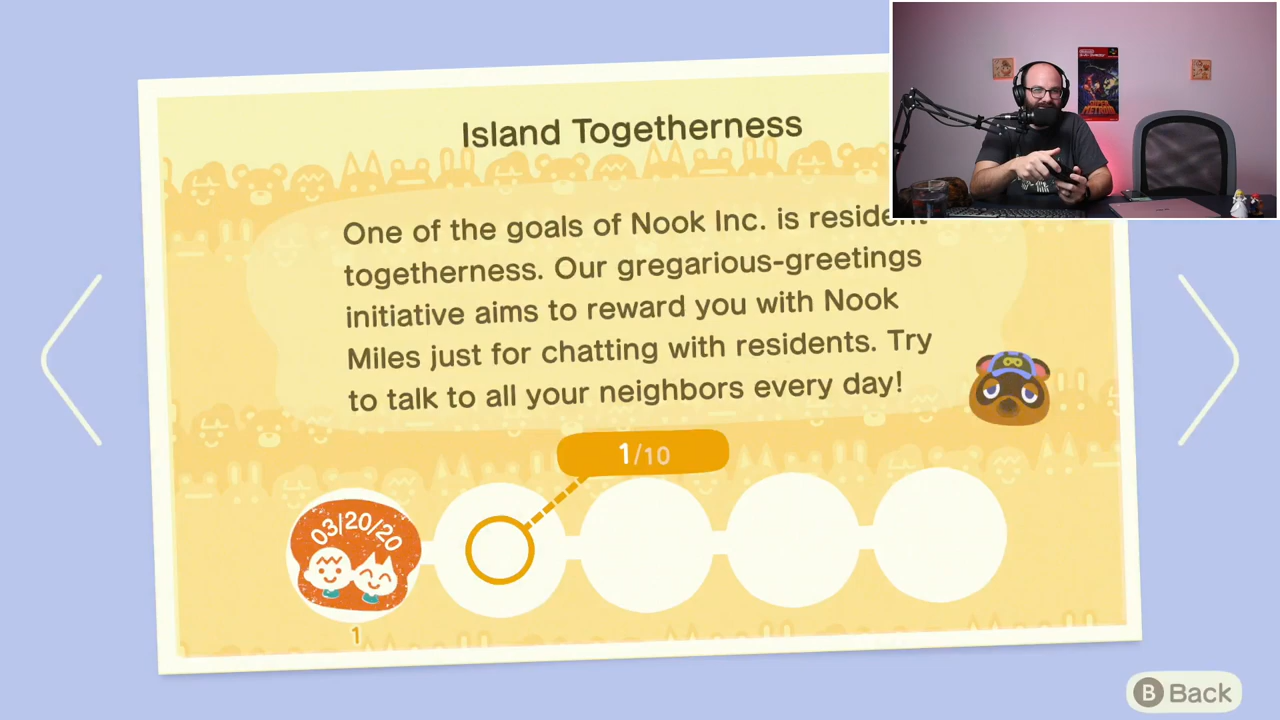 Island Togetherness
One of the goals of Nook Inc. is resident
togetherness. Our gregarious-greetings
initiative aims to reward you with Nook
Miles just for chatting with residents. Try
to talk to all your neighbors every day!
1/10
03/20/20
1
B Back
SUPER
METROID